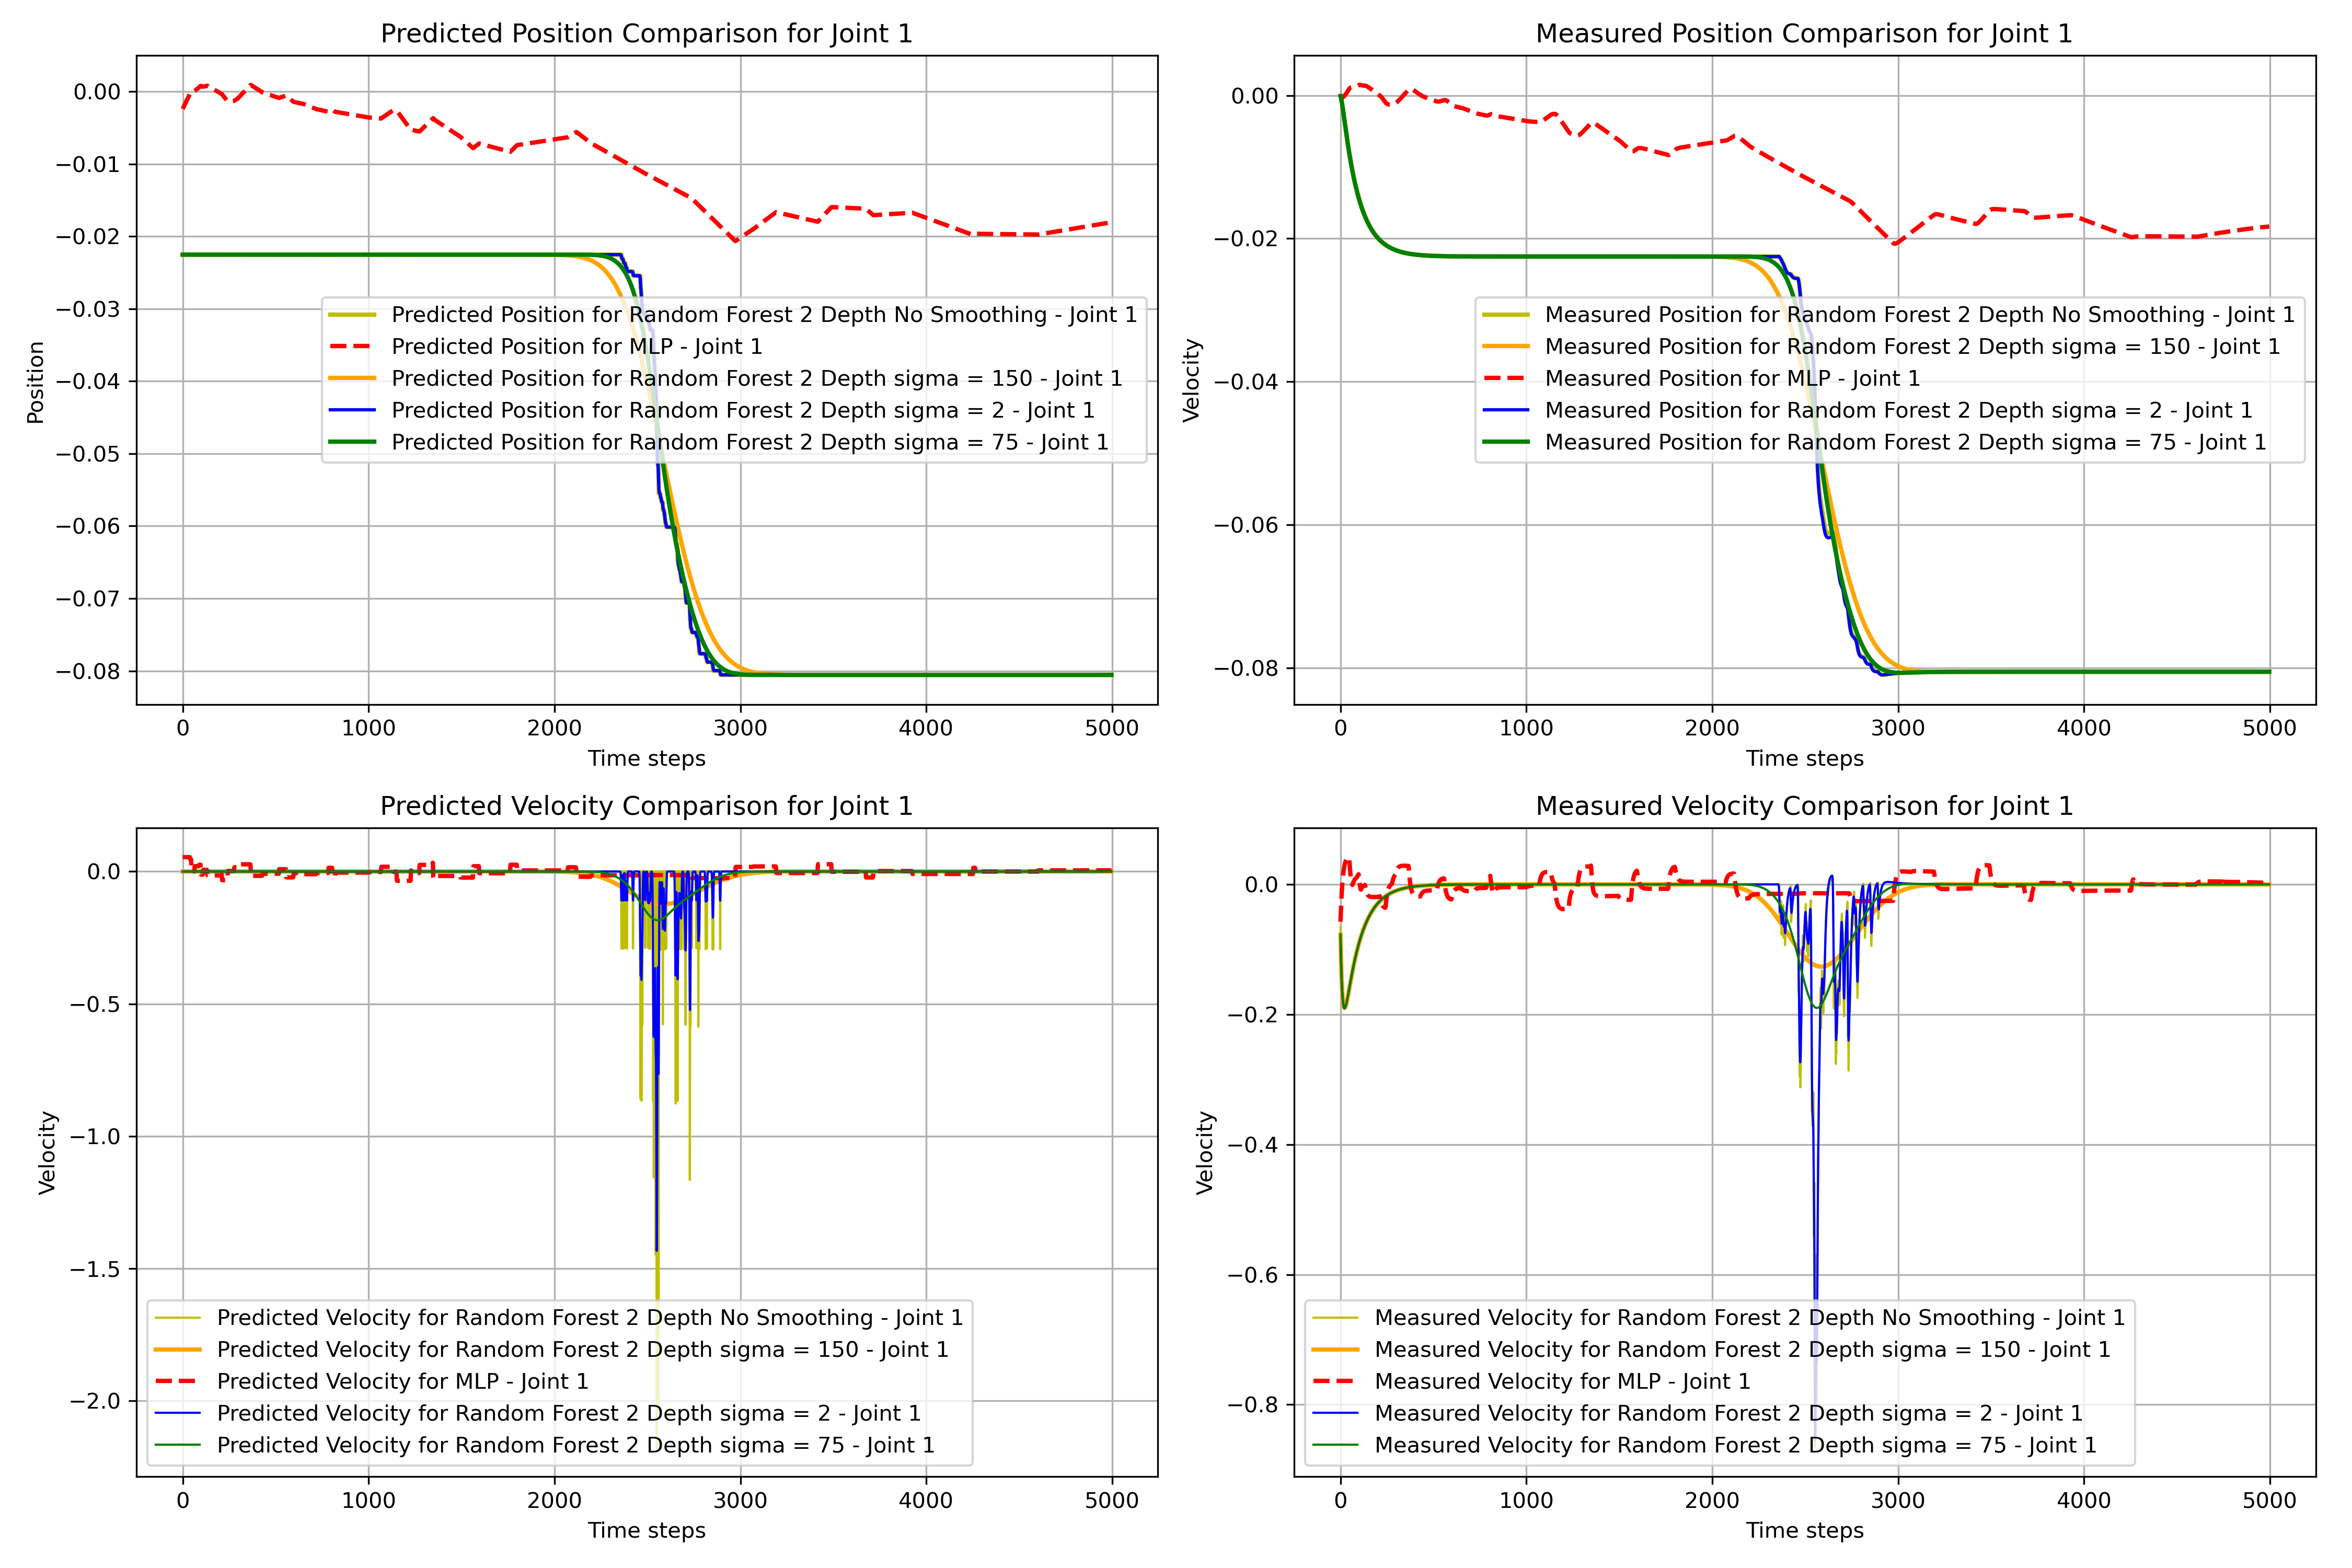 Predicted Position Comparison for Joint 1
Position
0.00
−0.01
−0.02
−0.03
−0.04
−0.05
−0.06
−0.07
−0.08
Predicted Position for Random Forest 2 Depth No Smoothing - Joint 1
Predicted Position for MLP - Joint 1
Predicted Position for Random Forest 2 Depth sigma = 150 - Joint 1
Predicted Position for Random Forest 2 Depth sigma = 2 - Joint 1
Predicted Position for Random Forest 2 Depth sigma = 75 - Joint 1
0 1000 2000 3000 4000 5000
Time steps
Measured Position Comparison for Joint 1
Velocity
0.00
−0.02
−0.04
−0.06
−0.08
Measured Position for Random Forest 2 Depth No Smoothing - Joint 1
Measured Position for Random Forest 2 Depth sigma = 150 - Joint 1
Measured Position for MLP - Joint 1
Measured Position for Random Forest 2 Depth sigma = 2 - Joint 1
Measured Position for Random Forest 2 Depth sigma = 75 - Joint 1
0 1000 2000 3000 4000 5000
Time steps
Predicted Velocity Comparison for Joint 1
Velocity
0.0
−0.5
−1.0
−1.5
−2.0
Predicted Velocity for Random Forest 2 Depth No Smoothing - Joint 1
Predicted Velocity for Random Forest 2 Depth sigma = 150 - Joint 1
Predicted Velocity for MLP - Joint 1
Predicted Velocity for Random Forest 2 Depth sigma = 2 - Joint 1
Predicted Velocity for Random Forest 2 Depth sigma = 75 - Joint 1
0 1000 2000 3000 4000 5000
Time steps
Measured Velocity Comparison for Joint 1
Velocity
0.0
−0.2
−0.4
−0.6
−0.8
Measured Velocity for Random Forest 2 Depth No Smoothing - Joint 1
Measured Velocity for Random Forest 2 Depth sigma = 150 - Joint 1
Measured Velocity for MLP - Joint 1
Measured Velocity for Random Forest 2 Depth sigma = 2 - Joint 1
Measured Velocity for Random Forest 2 Depth sigma = 75 - Joint 1
0 1000 2000 3000 4000 5000
Time steps